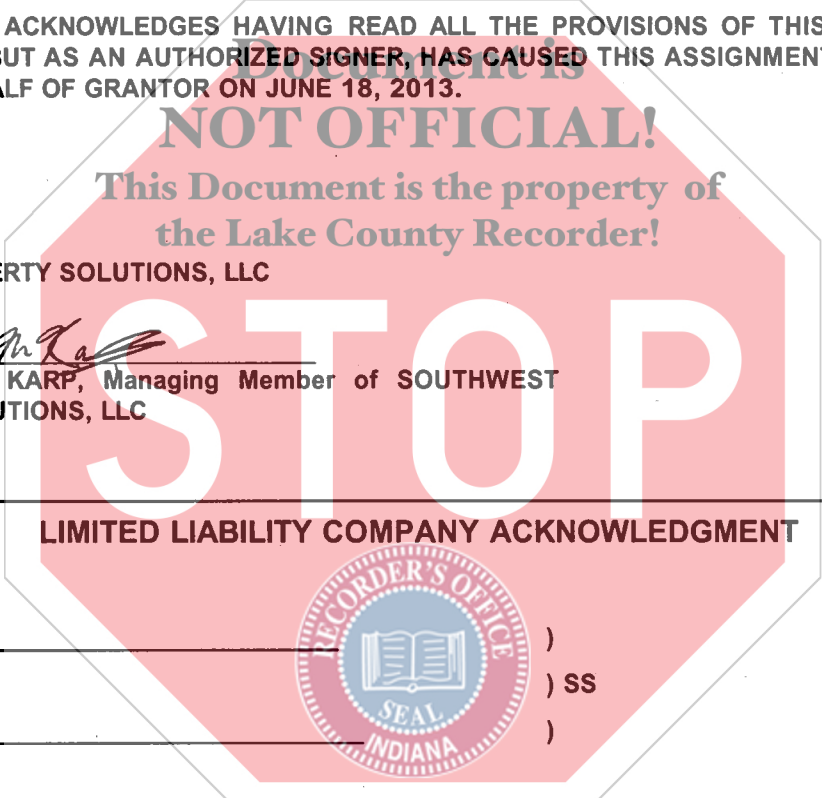 ACKNOWLEDGES HAVING READ ALL THE PROVISIONS OF THIS
BUT AS AN AUTHORIZED SIGNER, HAS CAUSED THIS ASSIGNMENT
ALF OF GRANTOR ON JUNE 18, 2013.
Document is
NOT OFFICIAL!
This Document is the property of
the Lake County Recorder!
ERTY SOLUTIONS, LLC
STOP
KARP, Managing Member of SOUTHWEST
UTIONS, LLC
LIMITED LIABILITY COMPANY ACKNOWLEDGMENT
RECORDER'S OFFICE
SEAL
INDIANA
)
) SS
)